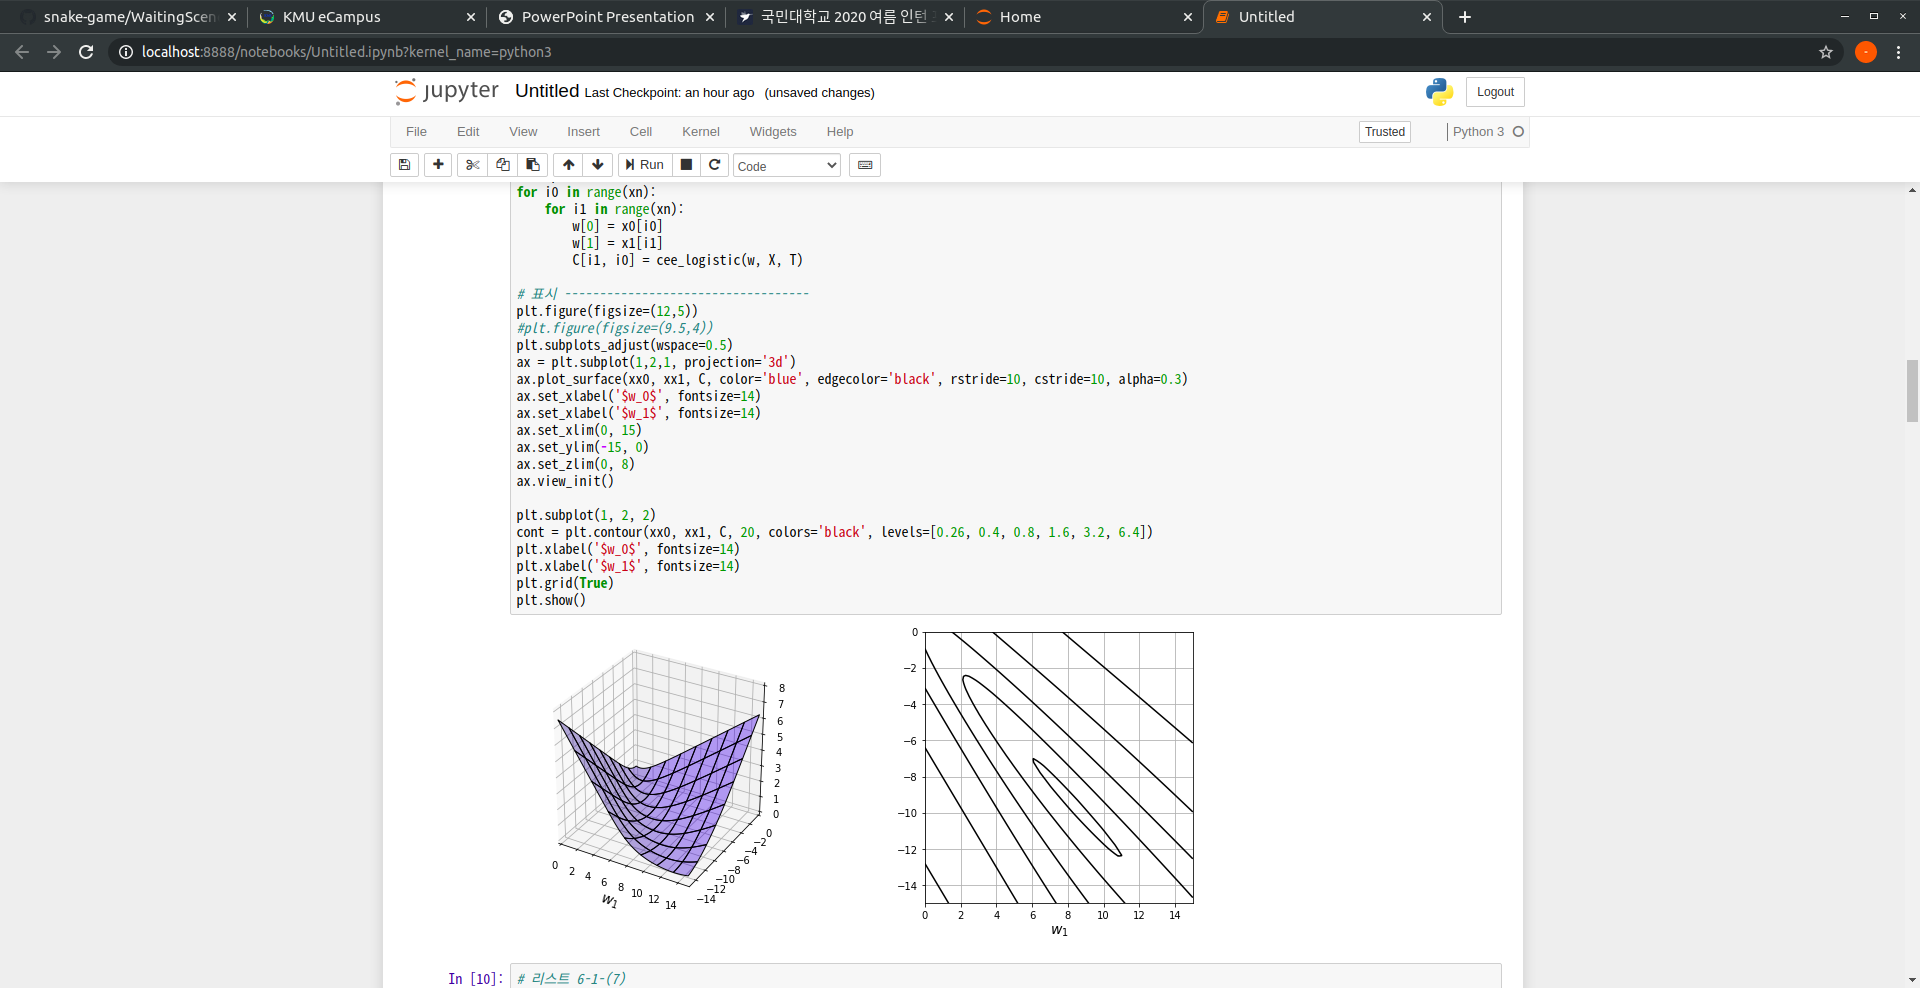 snake-game/WaitingScen
KMU eCampus
PowerPoint Presentation
국민대학교 2020 여름 인턴
Home
Untitled
localhost:8888/notebooks/Untitled.ipynb?kernel_name=python3
jupyter Untitled Last Checkpoint: an hour ago (unsaved changes)
Logout
File Edit View Insert Cell Kernel Widgets Help
Trusted
Python 3
Run
Code
for i0 in range(xn):
    for i1 in range(xn):
        w[0] = x0[i0]
        w[1] = x1[i1]
        C[i1, i0] = cee_logistic(w, X, T)
# 표시 -----------------------------------
plt.figure(figsize=(12,5))
#plt.figure(figsize=(9.5,4))
plt.subplots_adjust(wspace=0.5)
ax = plt.subplot(1,2,1, projection='3d')
ax.plot_surface(xx0, xx1, C, color='blue', edgecolor='black', rstride=10, cstride=10, alpha=0.3)
ax.set_xlabel('$w_0$', fontsize=14)
ax.set_xlabel('$w_1$', fontsize=14)
ax.set_xlim(0, 15)
ax.set_ylim(-15, 0)
ax.set_zlim(0, 8)
ax.view_init()
plt.subplot(1, 2, 2)
cont = plt.contour(xx0, xx1, C, 20, colors='black', levels=[0.26, 0.4, 0.8, 1.6, 3.2, 6.4])
plt.xlabel('$w_0$', fontsize=14)
plt.xlabel('$w_1$', fontsize=14)
plt.grid(True)
plt.show()
8
7
6
5
4
3
2
1
0
0
−2
−4
−6
−8
−10
−12
−14
0 2 4 6 8 10 12 14
w1
0
−2
−4
−6
−8
−10
−12
−14
0 2 4 6 8 10 12 14
w1
In [10]:
# 리스트 6-1-(7)